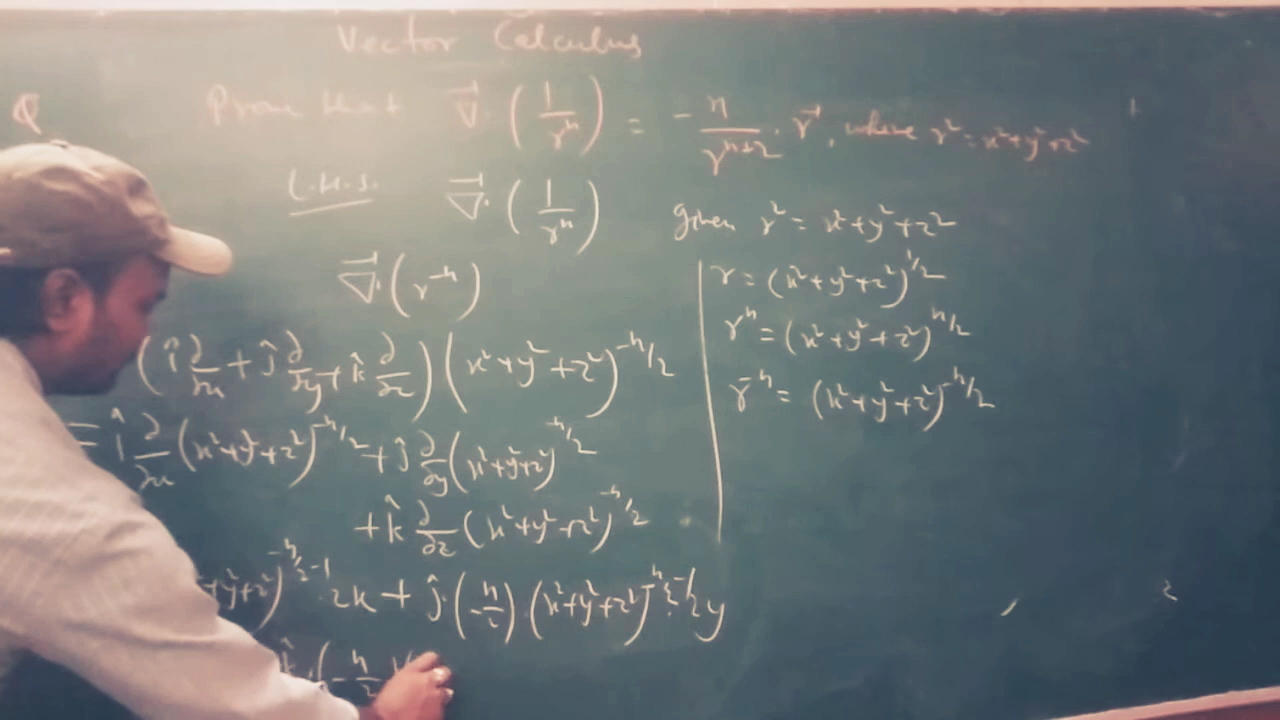 Vector Calculus
Q Prove that ∇⃗·(1/rⁿ) = -n/rⁿ⁺²·r⃗, where r²=x²+y²+z²
L.H.S. ∇⃗·(1/rⁿ)
∇⃗·(r⁻ⁿ)
(î ∂/∂x + ĵ ∂/∂y + k̂ ∂/∂z)(x²+y²+z²)^(-n/2)
= î ∂/∂x (x²+y²+z²)^(-n/2) + ĵ ∂/∂y (x²+y²+z²)^(-n/2)
+ k̂ ∂/∂z (x²+y²+z²)^(-n/2)
+y²+z²)^(-n/2-1)·2x + ĵ·(-n/2)·(x²+y²+z²)^(-n/2-1)·2y
k̂·(-n/2)
Given r² = x²+y²+z²
r = (x²+y²+z²)^(1/2)
rⁿ = (x²+y²+z²)^(n/2)
r⁻ⁿ = (x²+y²+z²)^(-n/2)